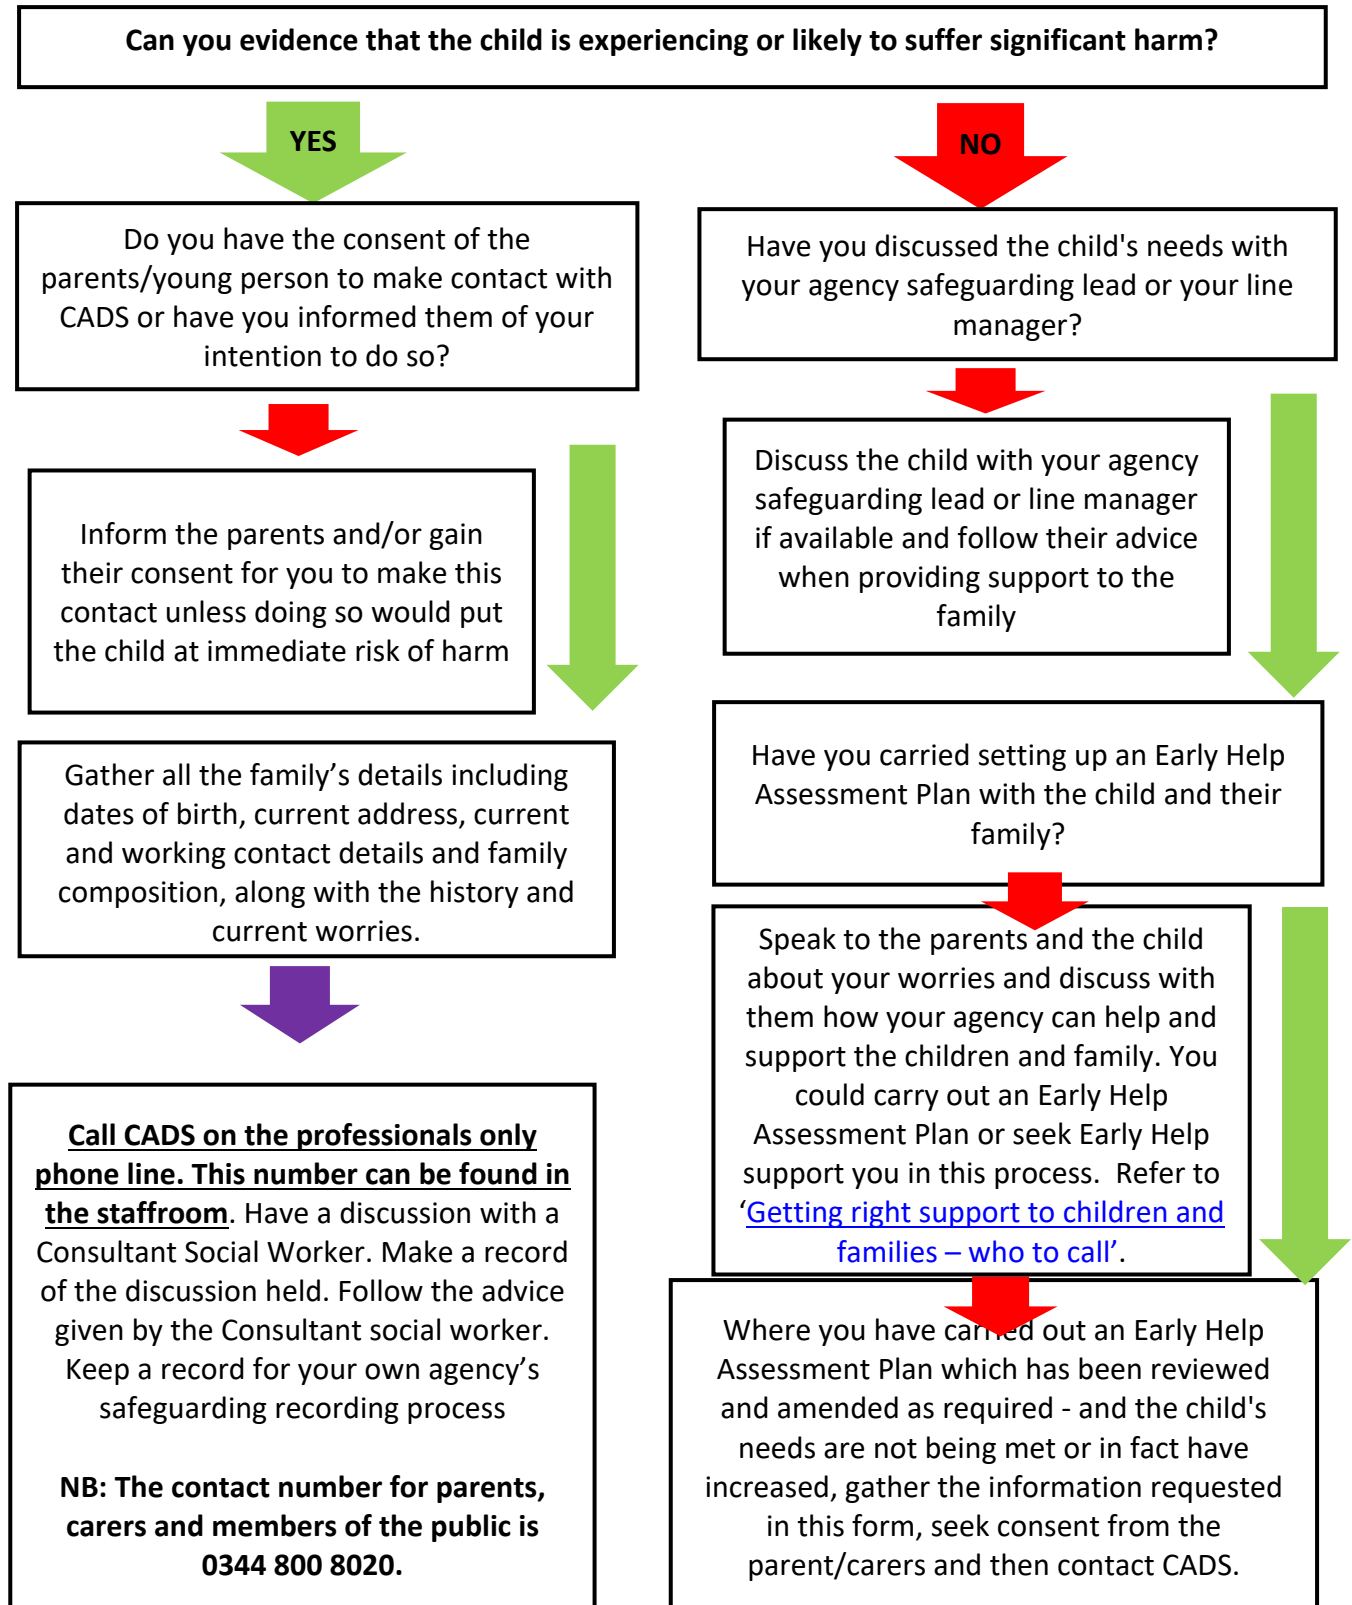 Can you evidence that the child is experiencing or likely to suffer significant harm?
YES
Do you have the consent of the
parents/young person to make contact with
CADS or have you informed them of your
intention to do so?
Inform the parents and/or gain
their consent for you to make this
contact unless doing so would put
the child at immediate risk of harm
Gather all the family’s details including
dates of birth, current address, current
and working contact details and family
composition, along with the history and
current worries.
Call CADS on the professionals only
phone line. This number can be found in
the staffroom. Have a discussion with a
Consultant Social Worker. Make a record
of the discussion held. Follow the advice
given by the Consultant social worker.
Keep a record for your own agency’s
safeguarding recording process
NB: The contact number for parents,
carers and members of the public is
0344 800 8020.
NO
Have you discussed the child's needs with
your agency safeguarding lead or your line
manager?
Discuss the child with your agency
safeguarding lead or line manager
if available and follow their advice
when providing support to the
family
Have you carried setting up an Early Help
Assessment Plan with the child and their
family?
Speak to the parents and the child
about your worries and discuss with
them how your agency can help and
support the children and family. You
could carry out an Early Help
Assessment Plan or seek Early Help
support you in this process.  Refer to
‘Getting right support to children and
families – who to call’.
Where you have carried out an Early Help
Assessment Plan which has been reviewed
and amended as required - and the child's
needs are not being met or in fact have
increased, gather the information requested
in this form, seek consent from the
parent/carers and then contact CADS.